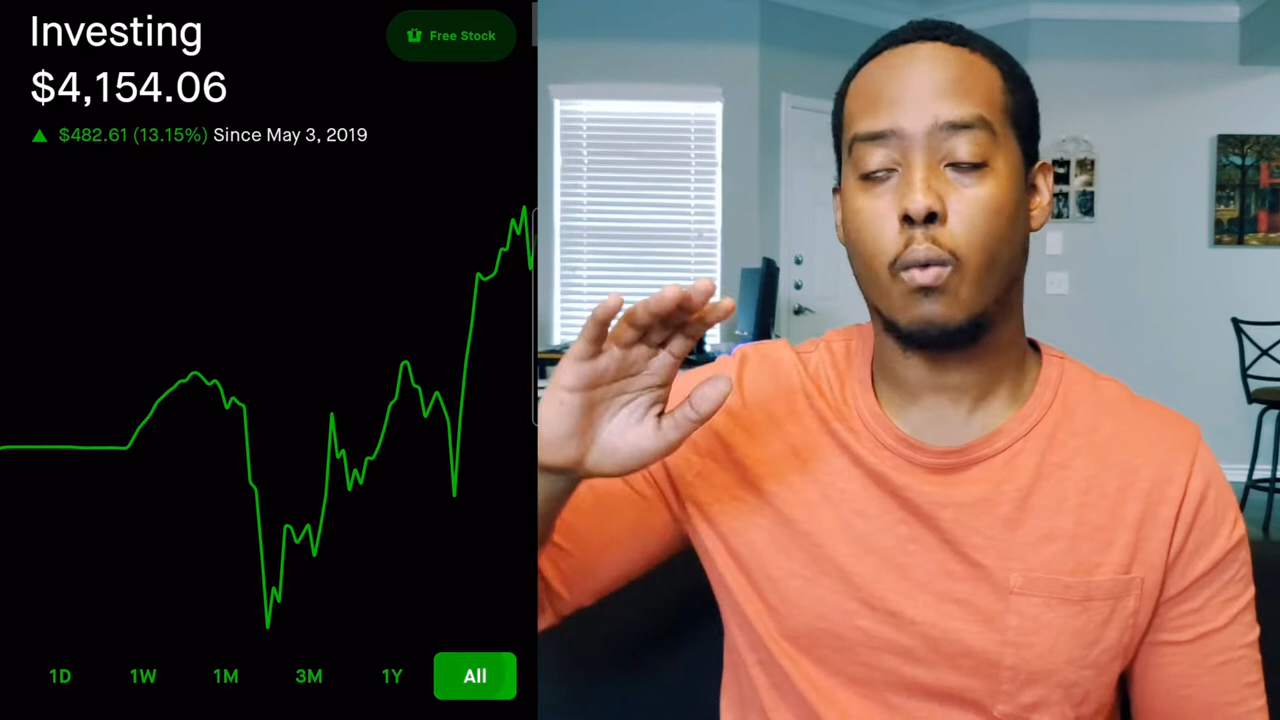 Investing
Free Stock
$4,154.06
▲ $482.61 (13.15%) Since May 3, 2019
1D 1W 1M 3M 1Y All